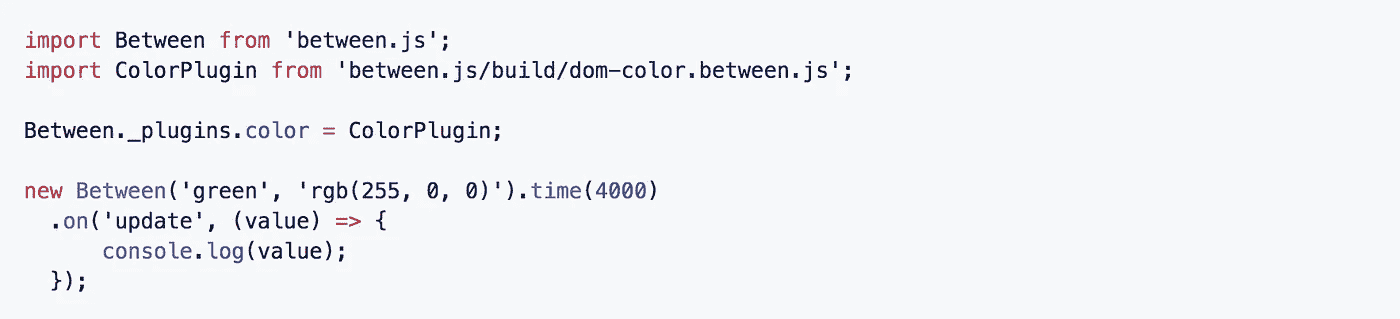 import Between from 'between.js';
import ColorPlugin from 'between.js/build/dom-color.between.js';
Between._plugins.color = ColorPlugin;
new Between('green', 'rgb(255, 0, 0)').time(4000)
.on('update', (value) => {
console.log(value);
});